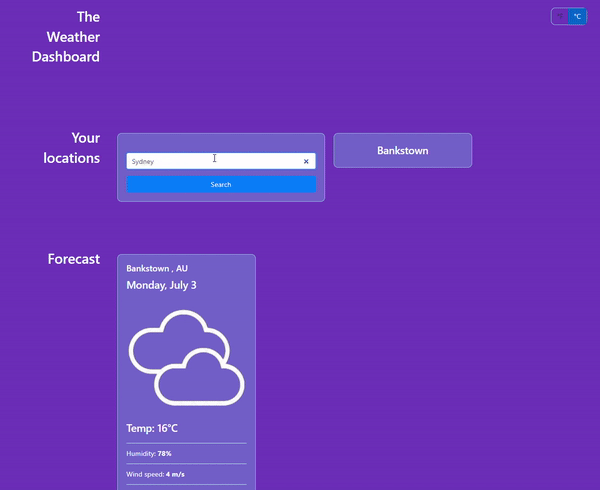 The
Weather
Dashboard
°C
Your
locations
Sydney
Search
Bankstown
Forecast
Bankstown , AU
Monday, July 3
Temp: 16°C
Humidity: 78%
Wind speed: 4 m/s